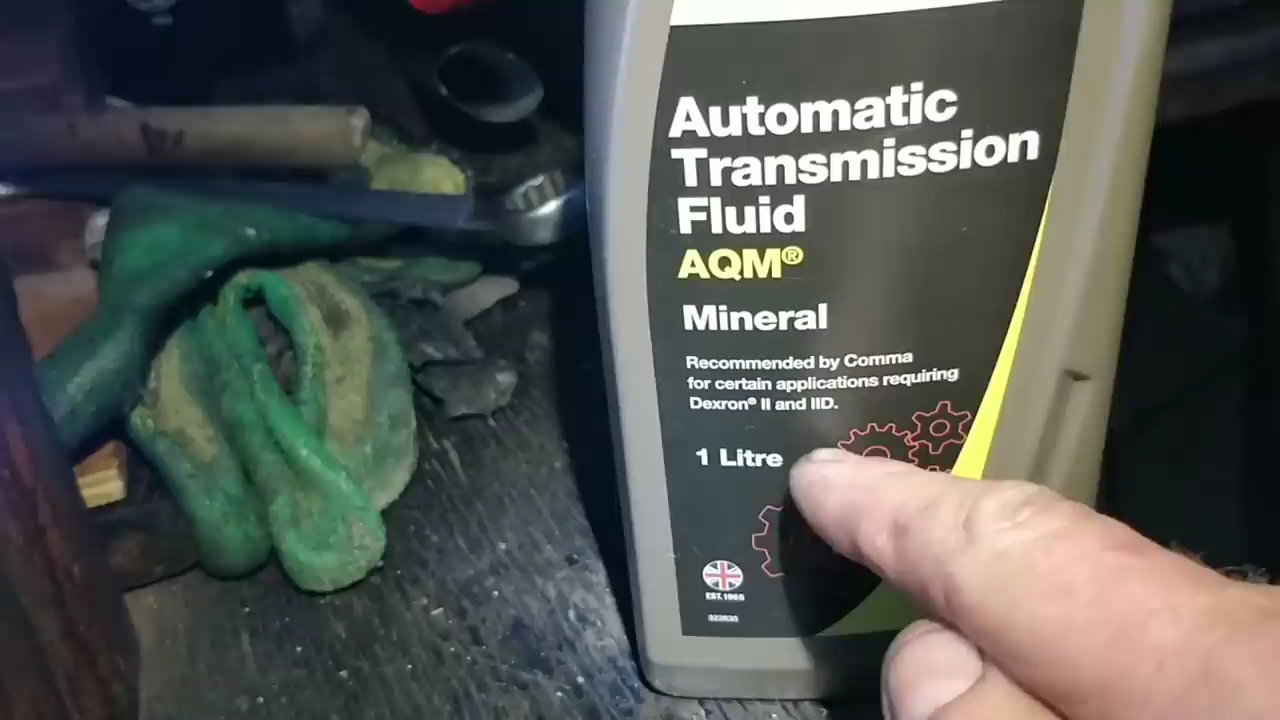 Automatic
Transmission
Fluid
AQM®
Mineral
Recommended by Comma
for certain applications requiring
Dexron® II and IID.
1 Litre
EST.1965